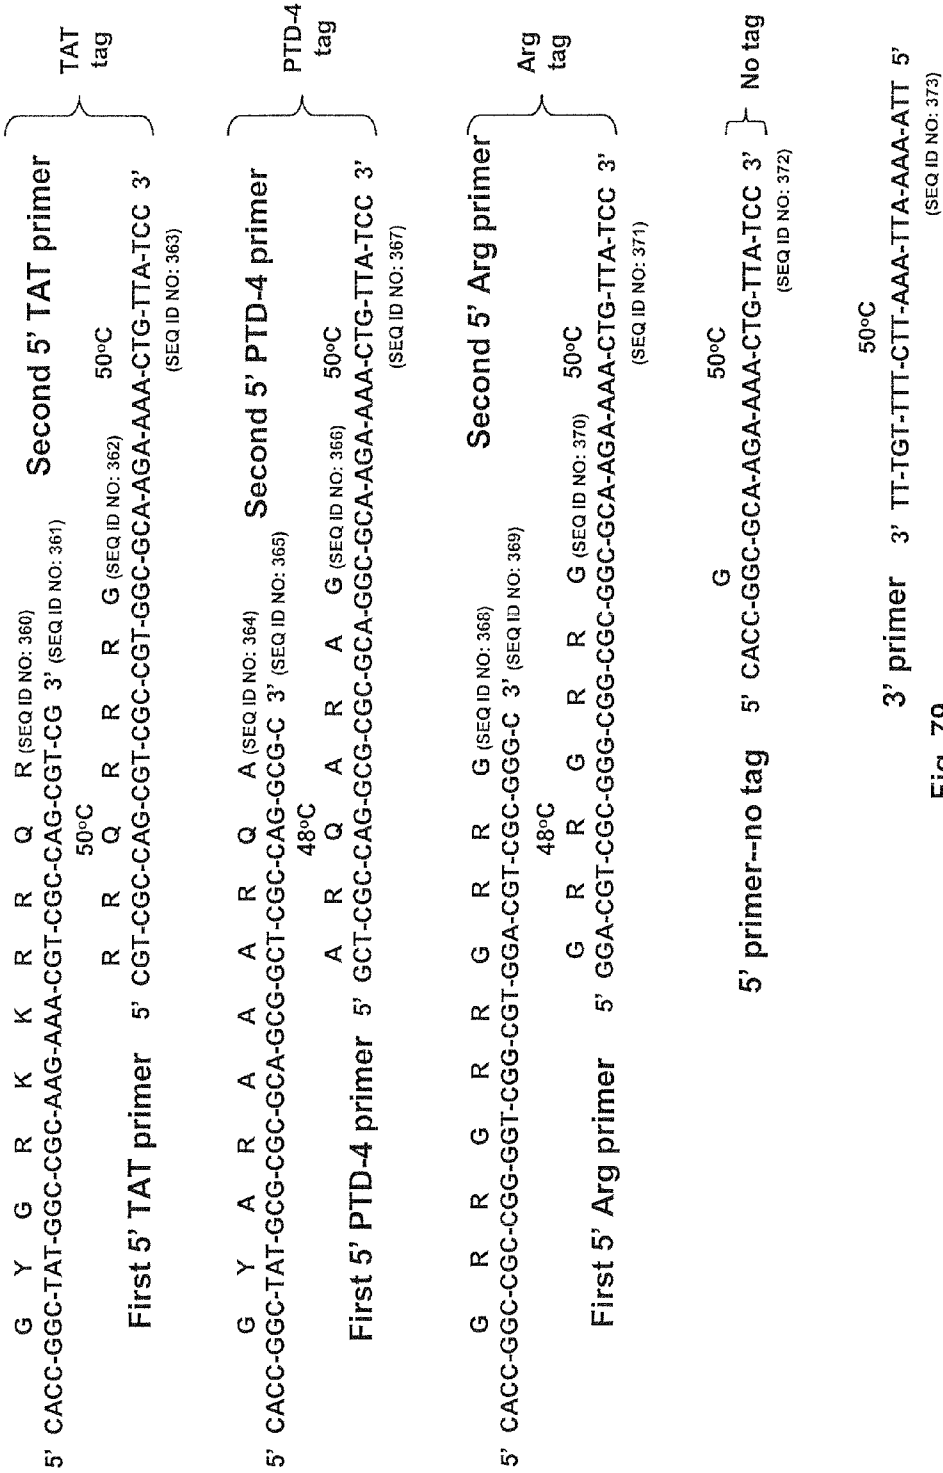 G Y G R K K R R Q R (SEQ ID NO: 360)
5' CACC-GGC-TAT-GGC-CGC-AAG-AAA-CGT-CGC-CAG-CGT-CG 3' (SEQ ID NO: 361)
Second 5' TAT primer
50ºC
R R Q R R R G (SEQ ID NO: 362) 50ºC
First 5' TAT primer 5' CGT-CGC-CAG-CGT-CGC-CGT-GGC-GCA-AGA-AAA-CTG-TTA-TCC 3'
(SEQ ID NO: 363)
TAT
tag
G Y A R A A A R Q A (SEQ ID NO: 364)
5' CACC-GGC-TAT-GCG-CGC-GCA-GCG-GCT-CGC-CAG-GCG-C 3' (SEQ ID NO: 365)
Second 5' PTD-4 primer
48ºC
A R Q A R A G (SEQ ID NO: 366) 50ºC
First 5' PTD-4 primer 5' GCT-CGC-CAG-GCG-CGC-GCA-GGC-GCA-AGA-AAA-CTG-TTA-TCC 3'
(SEQ ID NO: 367)
PTD-4
tag
G R R G R R G R R G (SEQ ID NO: 368)
5' CACC-GGC-CGC-CGG-GGT-CGG-CGT-GGA-CGT-CGC-GGG-C 3' (SEQ ID NO: 369)
Second 5' Arg primer
48ºC
G R R G R R G (SEQ ID NO: 370) 50ºC
First 5' Arg primer 5' GGA-CGT-CGC-GGG-CGG-CGC-GGC-GCA-AGA-AAA-CTG-TTA-TCC 3'
(SEQ ID NO: 371)
Arg
tag
G 50ºC
5' primer--no tag 5' CACC-GGC-GCA-AGA-AAA-CTG-TTA-TCC 3' No tag
(SEQ ID NO: 372)
50ºC
3' primer 3' TT-TGT-TTT-CTT-AAA-TTA-AAA-ATT 5'
(SEQ ID NO: 373)
Fig. 79